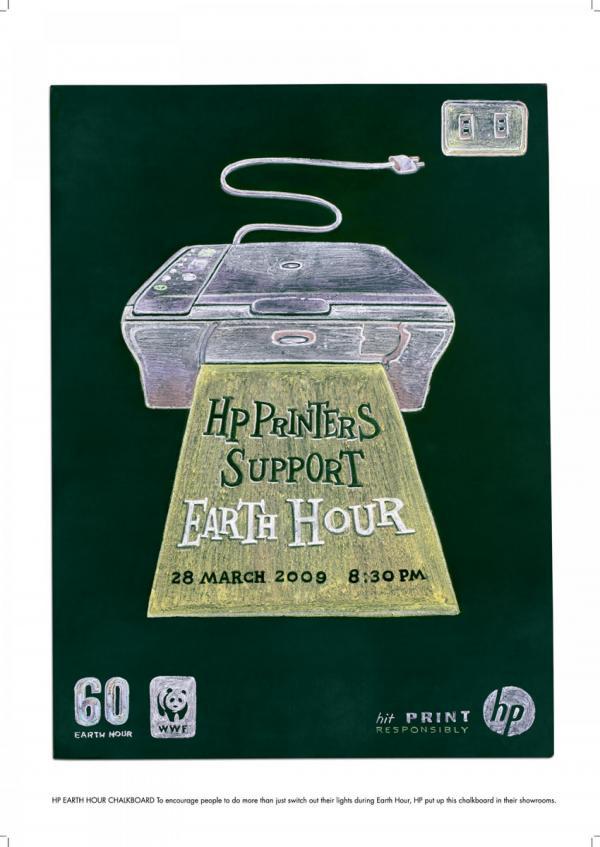 HP PRINTERS
SUPPORT
EARTH HOUR
28 MARCH 2009 8:30 PM
60
EARTH HOUR
WWF
hit PRINT
RESPONSIBLY
hp
HP EARTH HOUR CHALKBOARD To encourage people to do more than just switch out their lights during Earth Hour, HP put up this chalkboard in their showrooms.